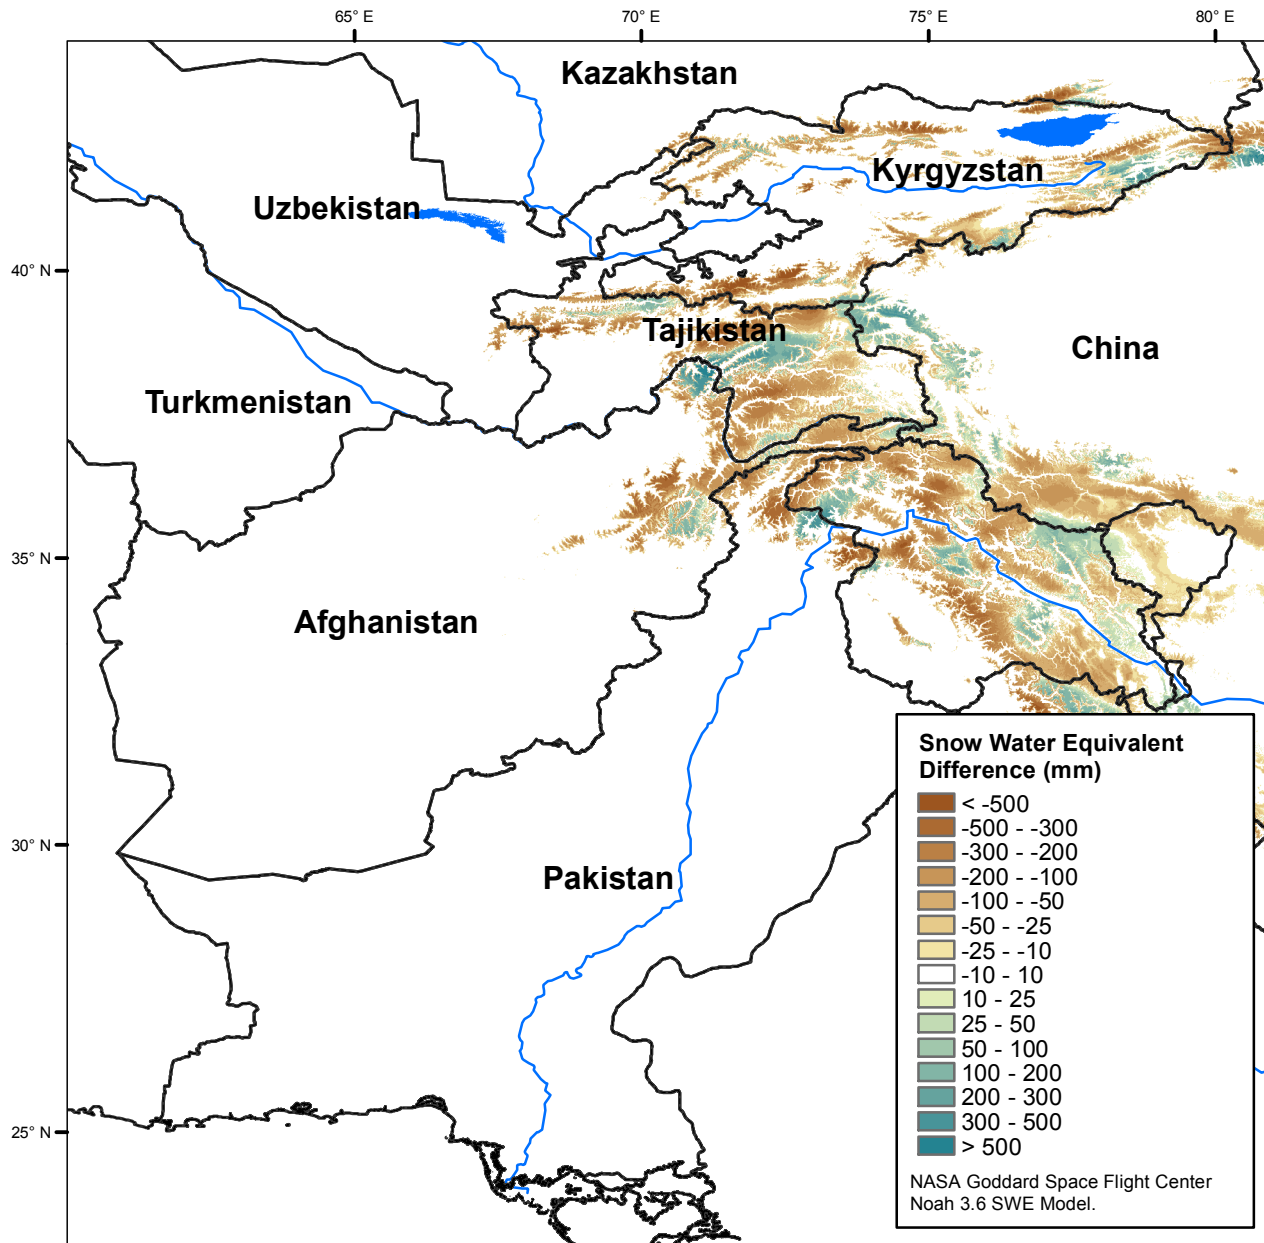 65° E
70° E
75° E
80° E
Kazakhstan
Kyrgyzstan
Uzbekistan
40° N
Tajikistan
China
Turkmenistan
35° N
Afghanistan
30° N
Pakistan
25° N
Snow Water Equivalent
Difference (mm)
< -500
-500 - -300
-300 - -200
-200 - -100
-100 - -50
-50 - -25
-25 - -10
-10 - 10
10 - 25
25 - 50
50 - 100
100 - 200
200 - 300
300 - 500
> 500
NASA Goddard Space Flight Center
Noah 3.6 SWE Model.